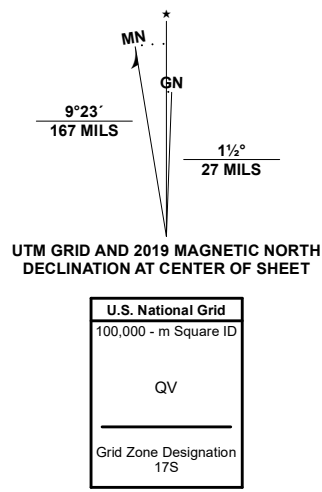 ★
MN
GN
9°23´
167 MILS
1½°
27 MILS
UTM GRID AND 2019 MAGNETIC NORTH
DECLINATION AT CENTER OF SHEET
U.S. National Grid
100,000 - m Square ID
QV
Grid Zone Designation
17S